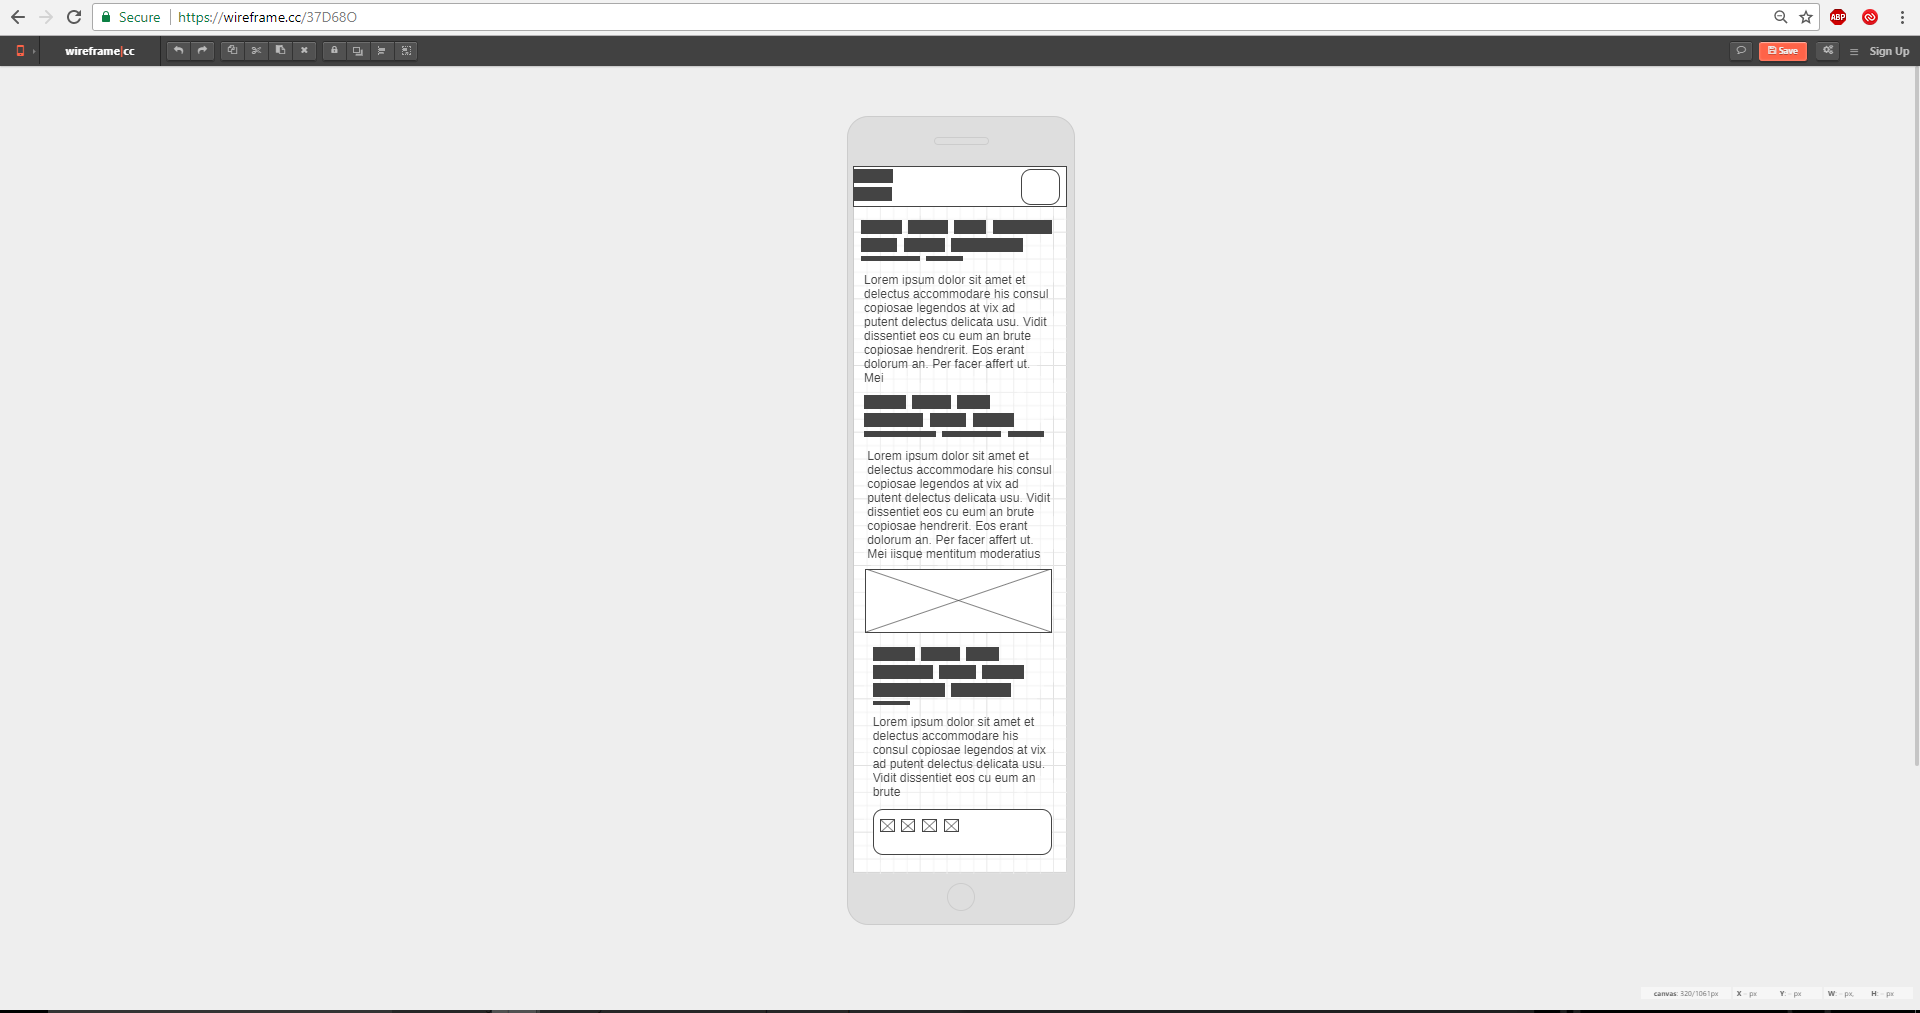 Secure https://wireframe.cc/37D68O
ABP
wireframe|cc
Save
Sign Up
Lorem ipsum dolor sit amet et
delectus accommodare his consul
copiosae legendos at vix ad
putent delectus delicata usu. Vidit
dissentiet eos cu eum an brute
copiosae hendrerit. Eos erant
dolorum an. Per facer affert ut.
Mei
Lorem ipsum dolor sit amet et
delectus accommodare his consul
copiosae legendos at vix ad
putent delectus delicata usu. Vidit
dissentiet eos cu eum an brute
copiosae hendrerit. Eos erant
dolorum an. Per facer affert ut.
Mei iisque mentitum moderatius
Lorem ipsum dolor sit amet et
delectus accommodare his
consul copiosae legendos at vix
ad putent delectus delicata usu.
Vidit dissentiet eos cu eum an
brute
canvas: 320/1061px X - px Y: - px W: - px, H: - px